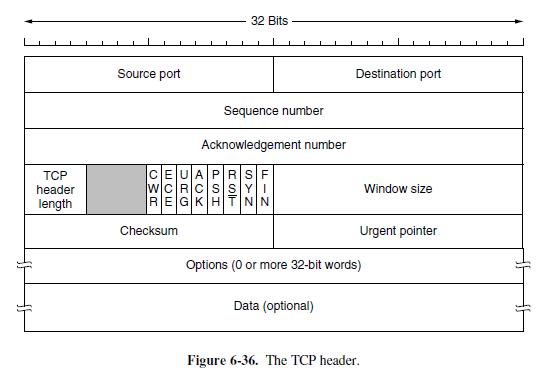 32 Bits
Source port Destination port
Sequence number
Acknowledgement number
TCP header length CWR ECE URG ACK PSH RST SYN FIN Window size
Checksum Urgent pointer
Options (0 or more 32-bit words)
Data (optional)
Figure 6-36. The TCP header.